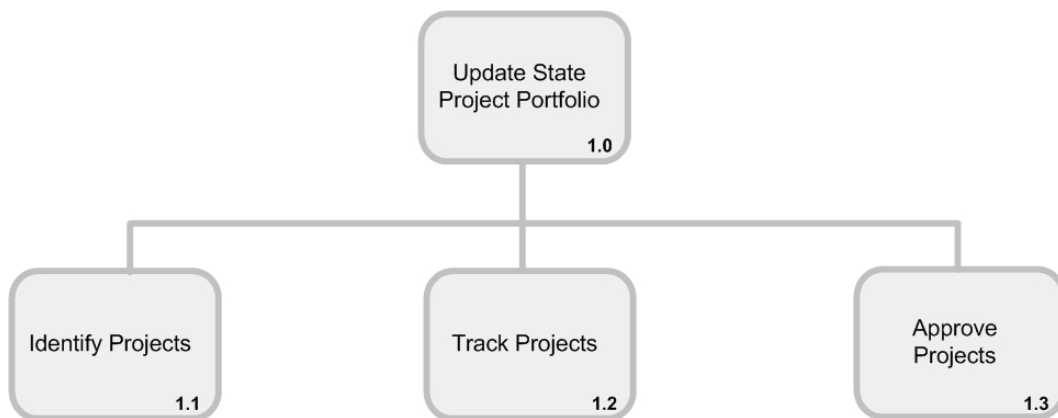 Update State
Project Portfolio
1.0
Identify Projects
1.1
Track Projects
1.2
Approve
Projects
1.3